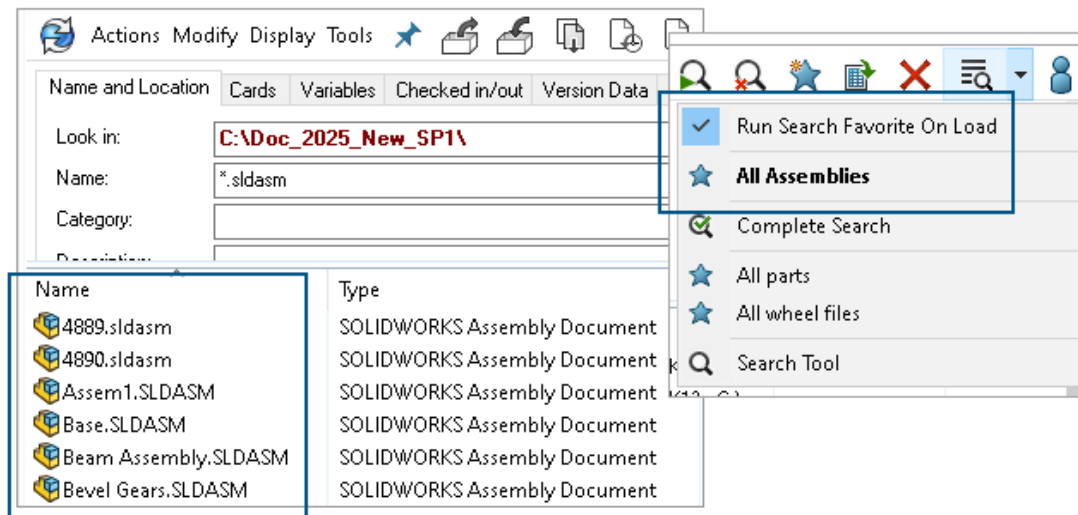 Actions Modify Display Tools
Name and Location Cards Variables Checked in/out Version Data
Look in: C:\Doc_2025_New_SP1\
Name: *.sldasm
Category:
Name Type
4889.sldasm SOLIDWORKS Assembly Document
4890.sldasm SOLIDWORKS Assembly Document
Assem1.SLDASM SOLIDWORKS Assembly Document
Base.SLDASM SOLIDWORKS Assembly Document
Beam Assembly.SLDASM SOLIDWORKS Assembly Document
Bevel Gears.SLDASM SOLIDWORKS Assembly Document
Run Search Favorite On Load
All Assemblies
Complete Search
All parts
All wheel files
Search Tool